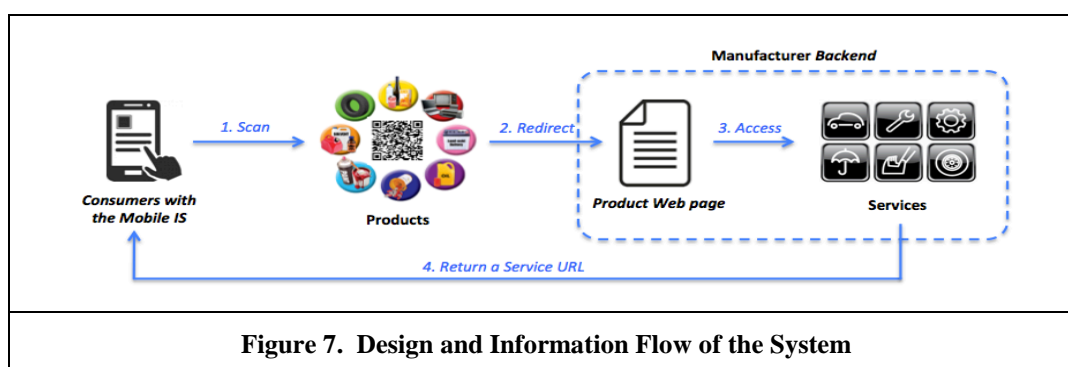 Manufacturer Backend
1. Scan
2. Redirect
3. Access
Consumers with
the Mobile IS
Products
Product Web page
Services
4. Return a Service URL
Figure 7.  Design and Information Flow of the System